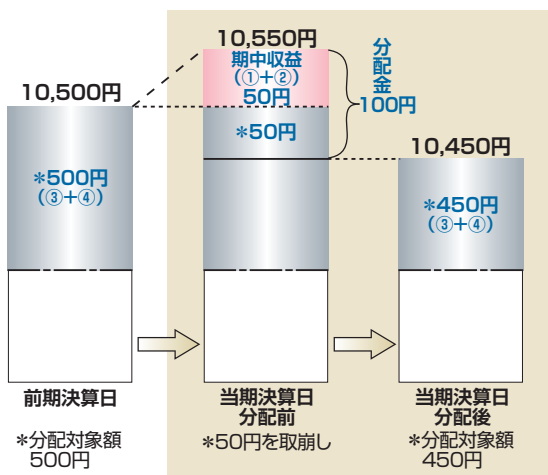 10,500円
*500円
(③+④)
前期決算日
*分配対象額
500円
10,550円
期中収益
(①+②)
50円
*50円
分配金
100円
当期決算日
分配前
*50円を取崩し
10,450円
*450円
(③+④)
当期決算日
分配後
*分配対象額
450円